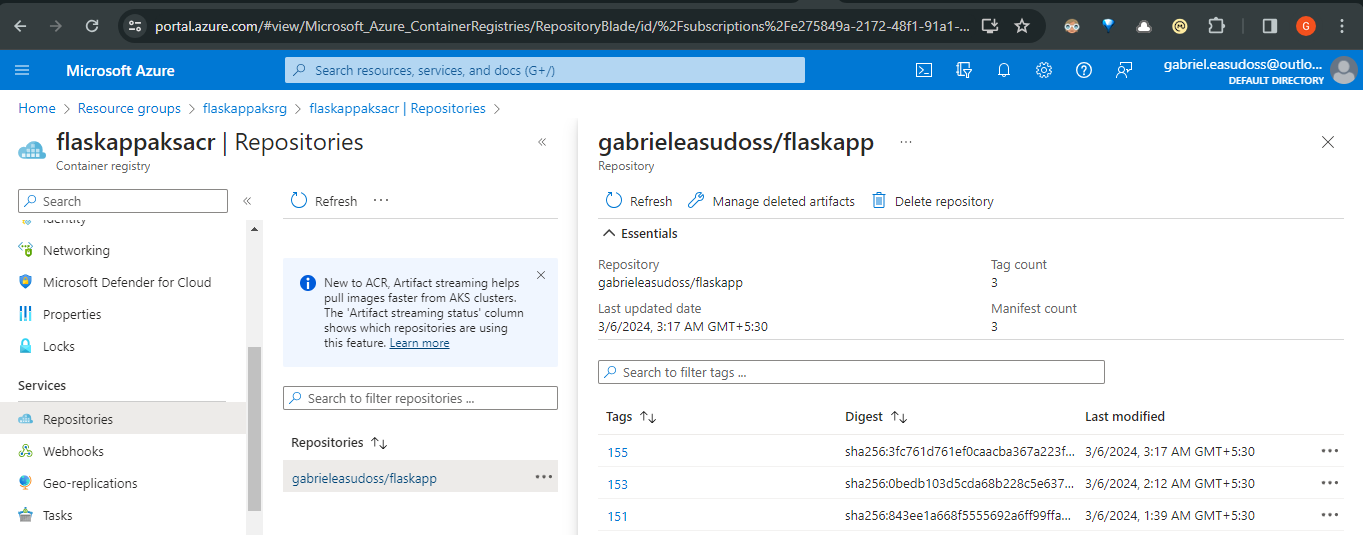 portal.azure.com/#view/Microsoft_Azure_ContainerRegistries/RepositoryBlade/id/%2Fsubscriptions%2Fe275849a-2172-48f1-91a1-...
G
Microsoft Azure
Search resources, services, and docs (G+/)
gabriel.easudoss@outlo...
DEFAULT DIRECTORY
Home > Resource groups > flaskappaksrg > flaskappaksacr | Repositories >
flaskappaksacr | Repositories
Container registry
Search
Identity
Networking
Microsoft Defender for Cloud
Properties
Locks
Services
Repositories
Webhooks
Geo-replications
Tasks
Refresh
New to ACR, Artifact streaming helps
pull images faster from AKS clusters.
The 'Artifact streaming status' column
shows which repositories are using
this feature. Learn more
Search to filter repositories ...
Repositories
gabrieleasudoss/flaskapp
gabrieleasudoss/flaskapp
Repository
Refresh Manage deleted artifacts Delete repository
Essentials
Repository
gabrieleasudoss/flaskapp
Last updated date
3/6/2024, 3:17 AM GMT+5:30
Tag count
3
Manifest count
3
Search to filter tags ...
Tags Digest Last modified
155 sha256:3fc761d761ef0caacba367a223f... 3/6/2024, 3:17 AM GMT+5:30
153 sha256:0bedb103d5cda68b228c5e637... 3/6/2024, 2:12 AM GMT+5:30
151 sha256:843ee1a668f5555692a6ff99ffa... 3/6/2024, 1:39 AM GMT+5:30